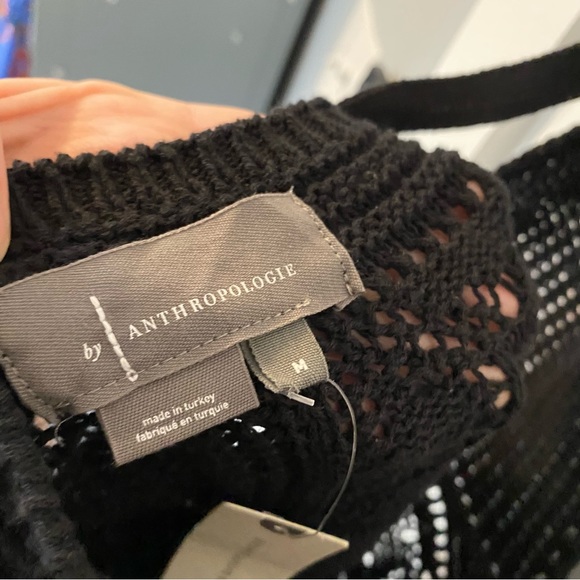 by ANTHROPOLOGIE
M
made in turkey
fabriqué en turquie